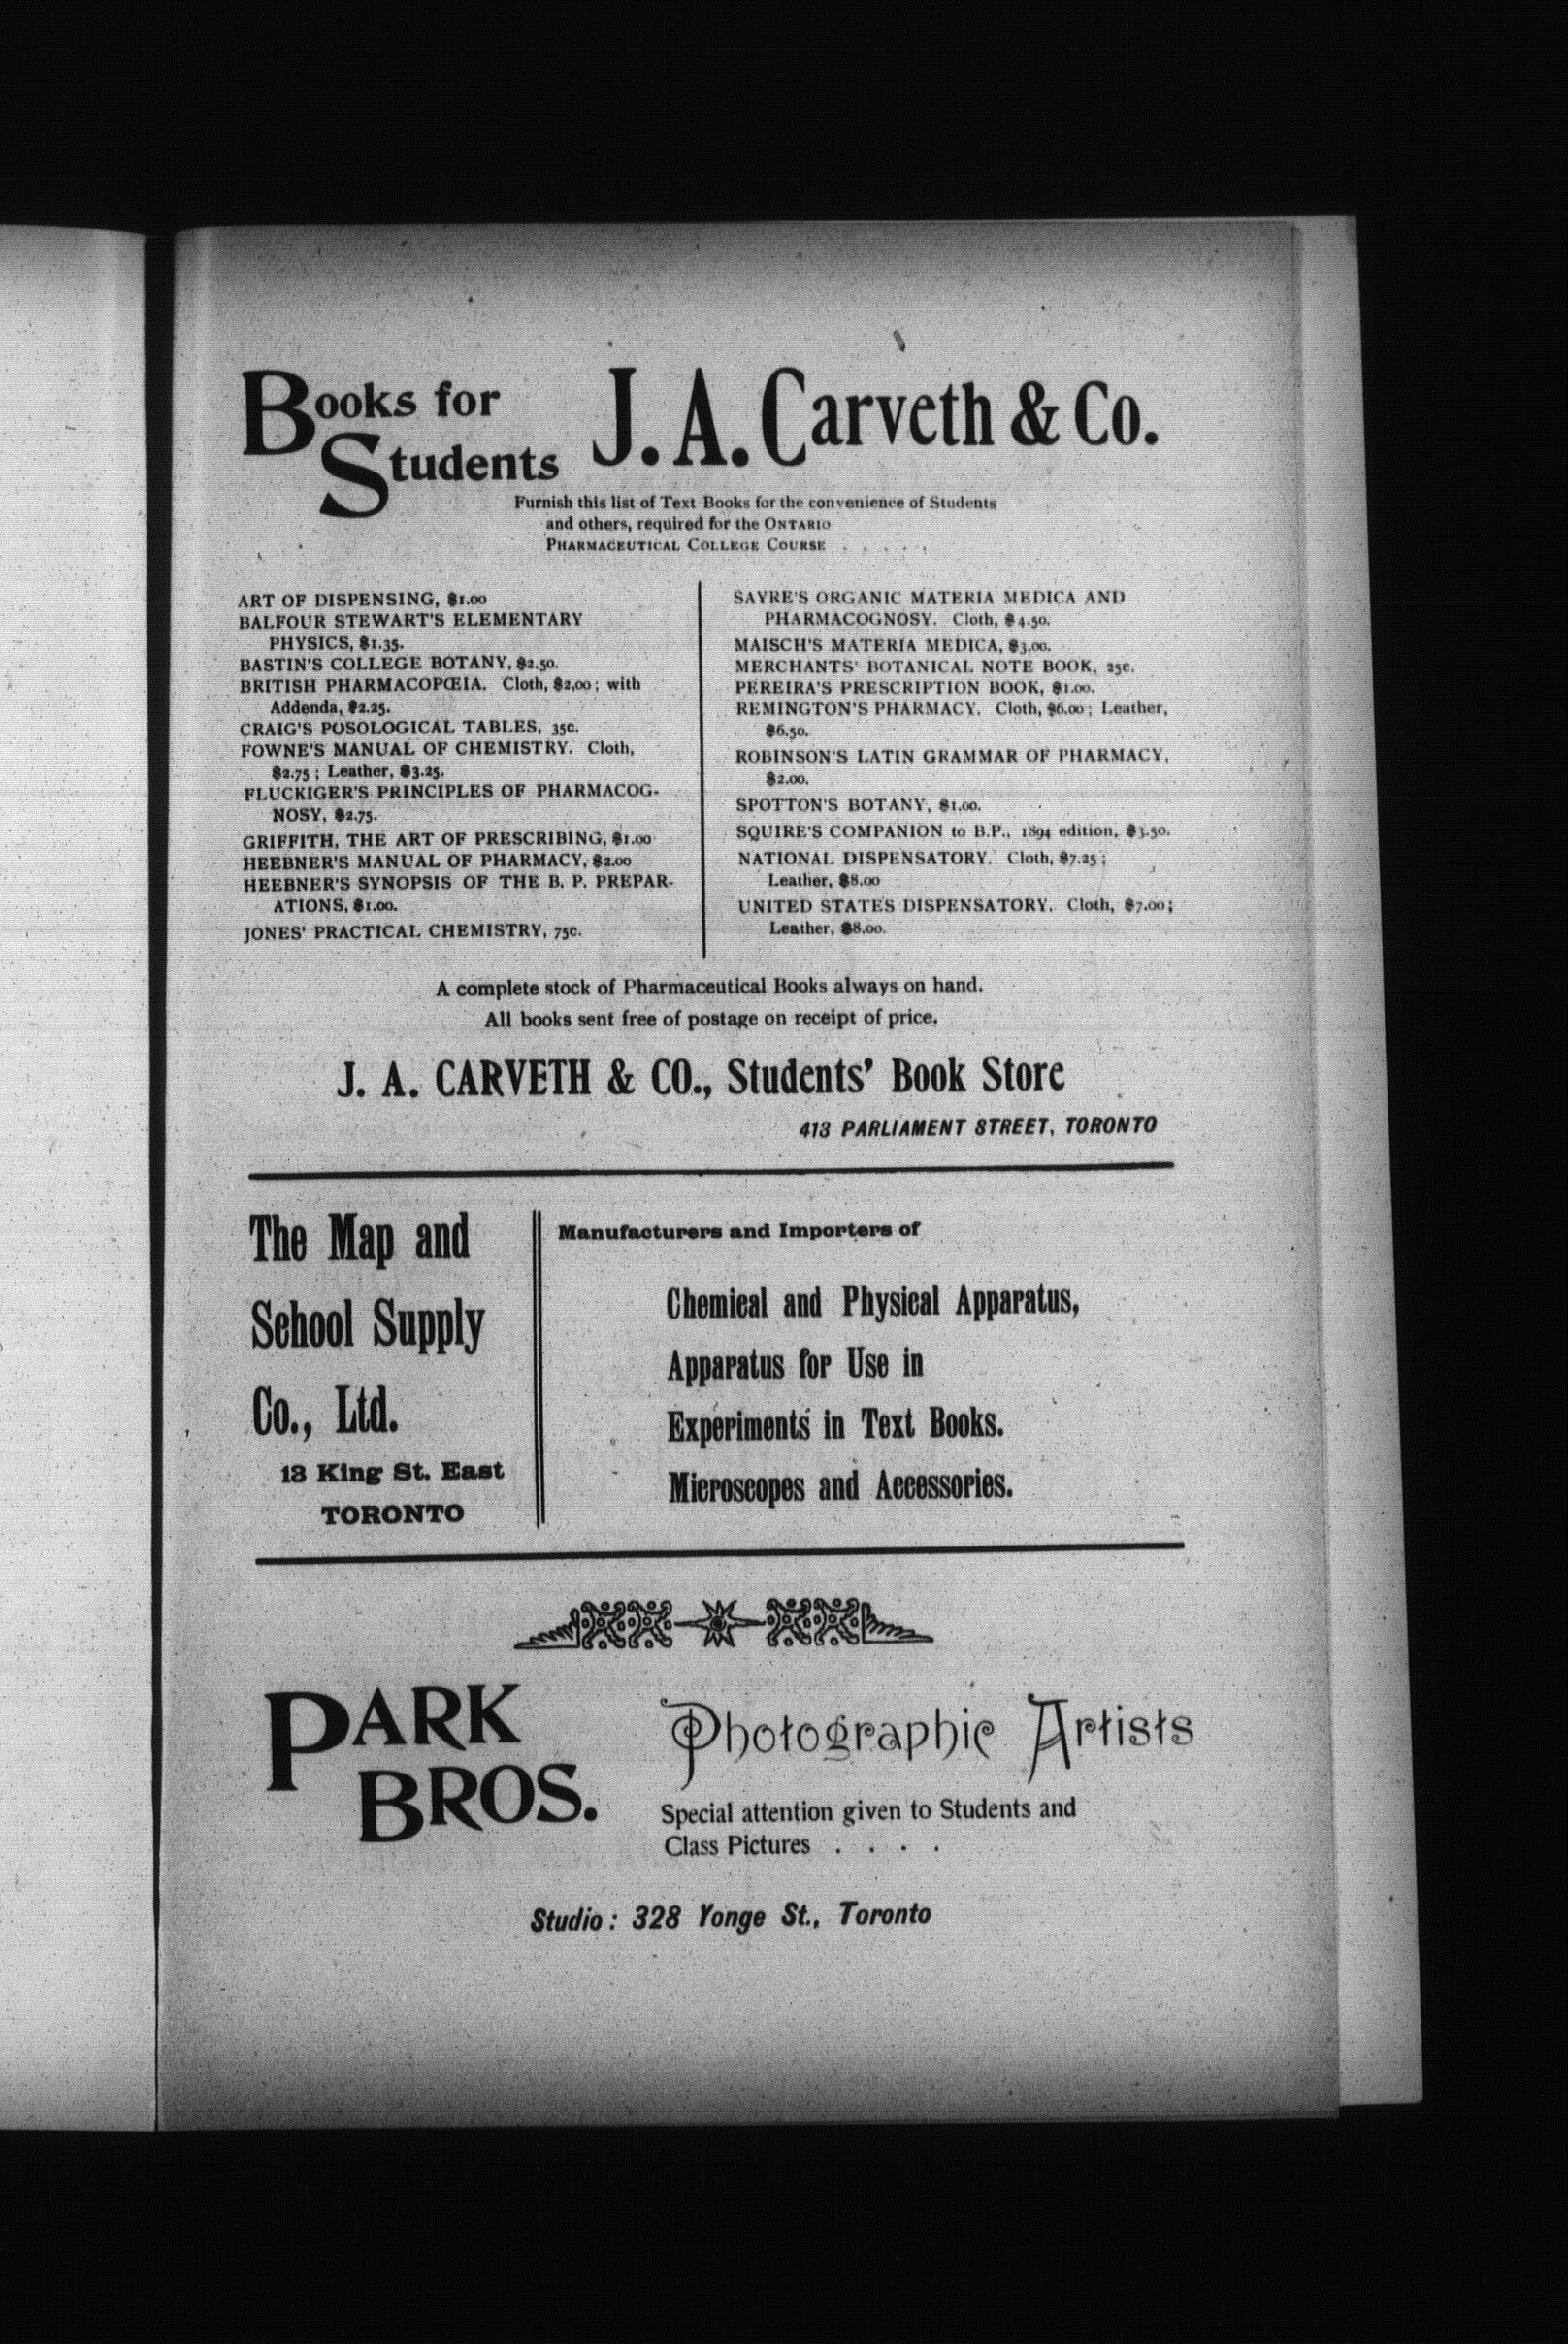 Books for
Students
J. A. Carveth & Co.
Furnish this list of Text Books for the convenience of Students
and others, required for the ONTARIO
PHARMACEUTICAL COLLEGE COURSE . . . . .
ART OF DISPENSING, $1.00
BALFOUR STEWART'S ELEMENTARY
PHYSICS, $1.35.
BASTIN'S COLLEGE BOTANY, $2.50.
BRITISH PHARMACOPŒIA. Cloth, $2,00; with
Addenda, $2.25.
CRAIG'S POSOLOGICAL TABLES, 35c.
FOWNE'S MANUAL OF CHEMISTRY. Cloth,
$2.75; Leather, $3.25.
FLUCKIGER'S PRINCIPLES OF PHARMACOG-
NOSY, $2.75.
GRIFFITH, THE ART OF PRESCRIBING, $1.00
HEEBNER'S MANUAL OF PHARMACY, $2.00
HEEBNER'S SYNOPSIS OF THE B. P. PREPAR-
ATIONS, $1.00.
JONES' PRACTICAL CHEMISTRY, 75c.
SAYRE'S ORGANIC MATERIA MEDICA AND
PHARMACOGNOSY. Cloth, $4.50.
MAISCH'S MATERIA MEDICA, $3.00.
MERCHANTS' BOTANICAL NOTE BOOK, 25c.
PEREIRA'S PRESCRIPTION BOOK, $1.00.
REMINGTON'S PHARMACY. Cloth, $6.00; Leather,
$6.50.
ROBINSON'S LATIN GRAMMAR OF PHARMACY,
$2.00.
SPOTTON'S BOTANY, $1.00.
SQUIRE'S COMPANION to B.P., 1894 edition, $3.50.
NATIONAL DISPENSATORY. Cloth, $7.25;
Leather, $8.00
UNITED STATES DISPENSATORY. Cloth, $7.00;
Leather, $8.00.
A complete stock of Pharmaceutical Books always on hand.
All books sent free of postage on receipt of price.
J. A. CARVETH & CO., Students' Book Store
413 PARLIAMENT STREET, TORONTO
The Map and
School Supply
Co., Ltd.
13 King St. East
TORONTO
Manufacturers and Importers of
Chemical and Physical Apparatus,
Apparatus for Use in
Experiments in Text Books.
Microscopes and Accessories.
PARK
BROS.
Photographic Artists
Special attention given to Students and
Class Pictures . . . .
Studio: 328 Yonge St., Toronto